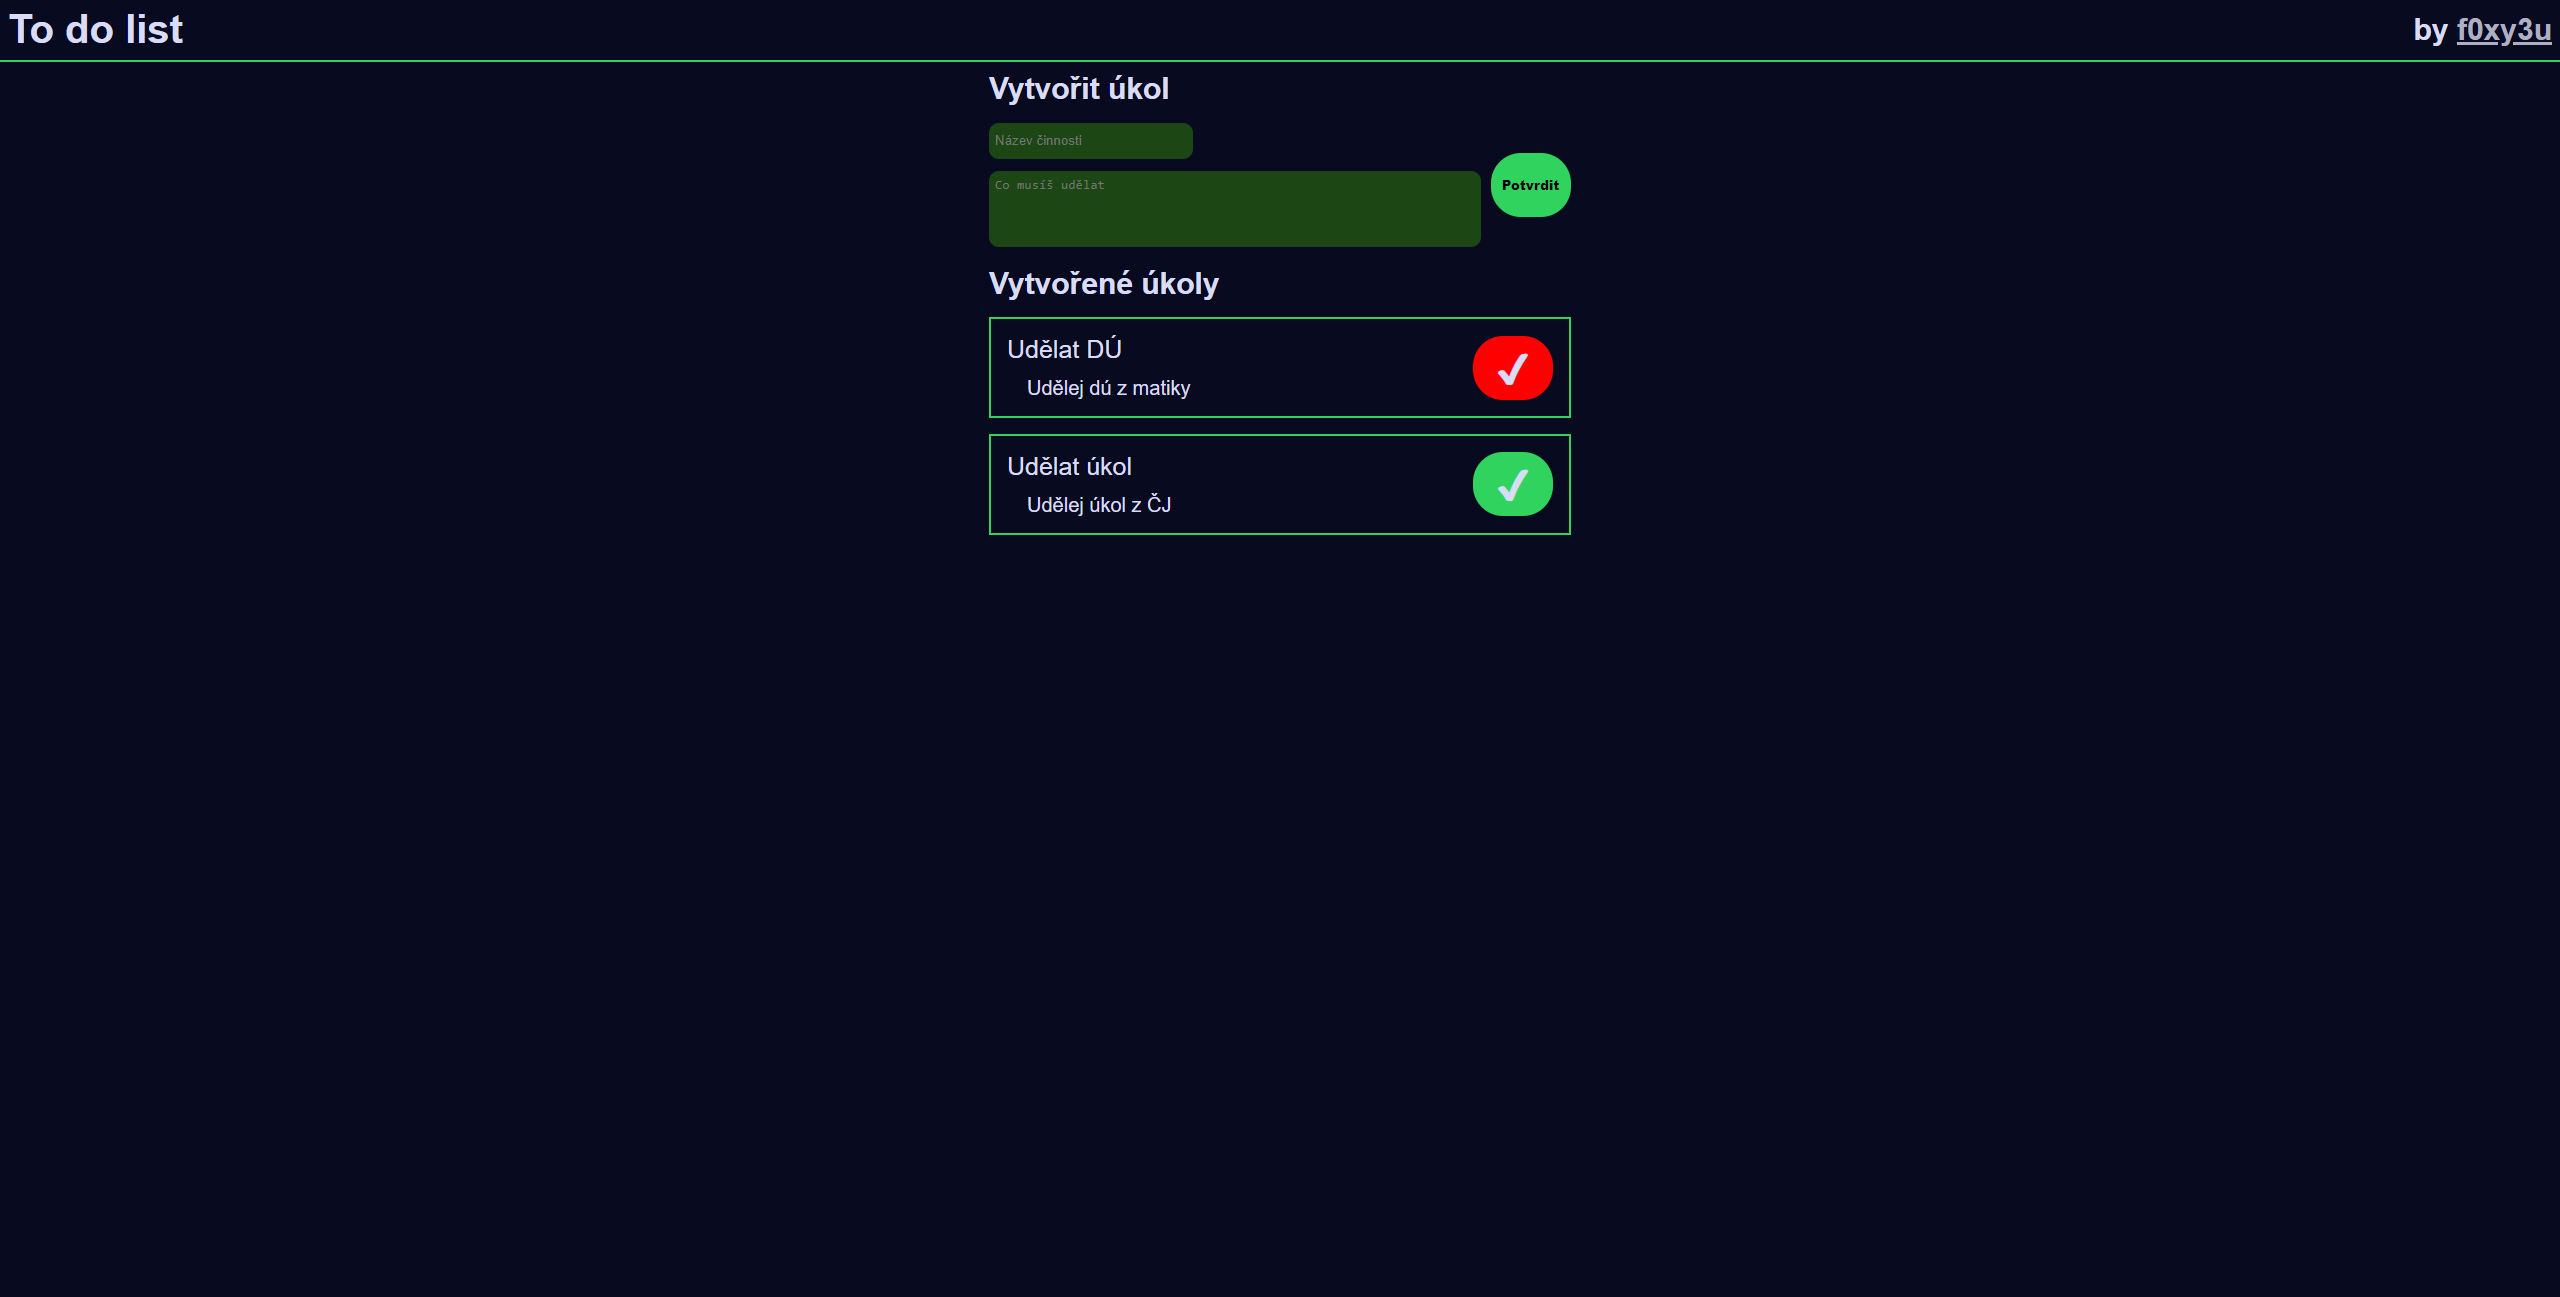 To do list
by f0xy3u
Vytvořit úkol
Název činnosti
Co musíš udělat
Potvrdit
Vytvořené úkoly
Udělat DÚ
Udělej dú z matiky
Udělat úkol
Udělej úkol z ČJ